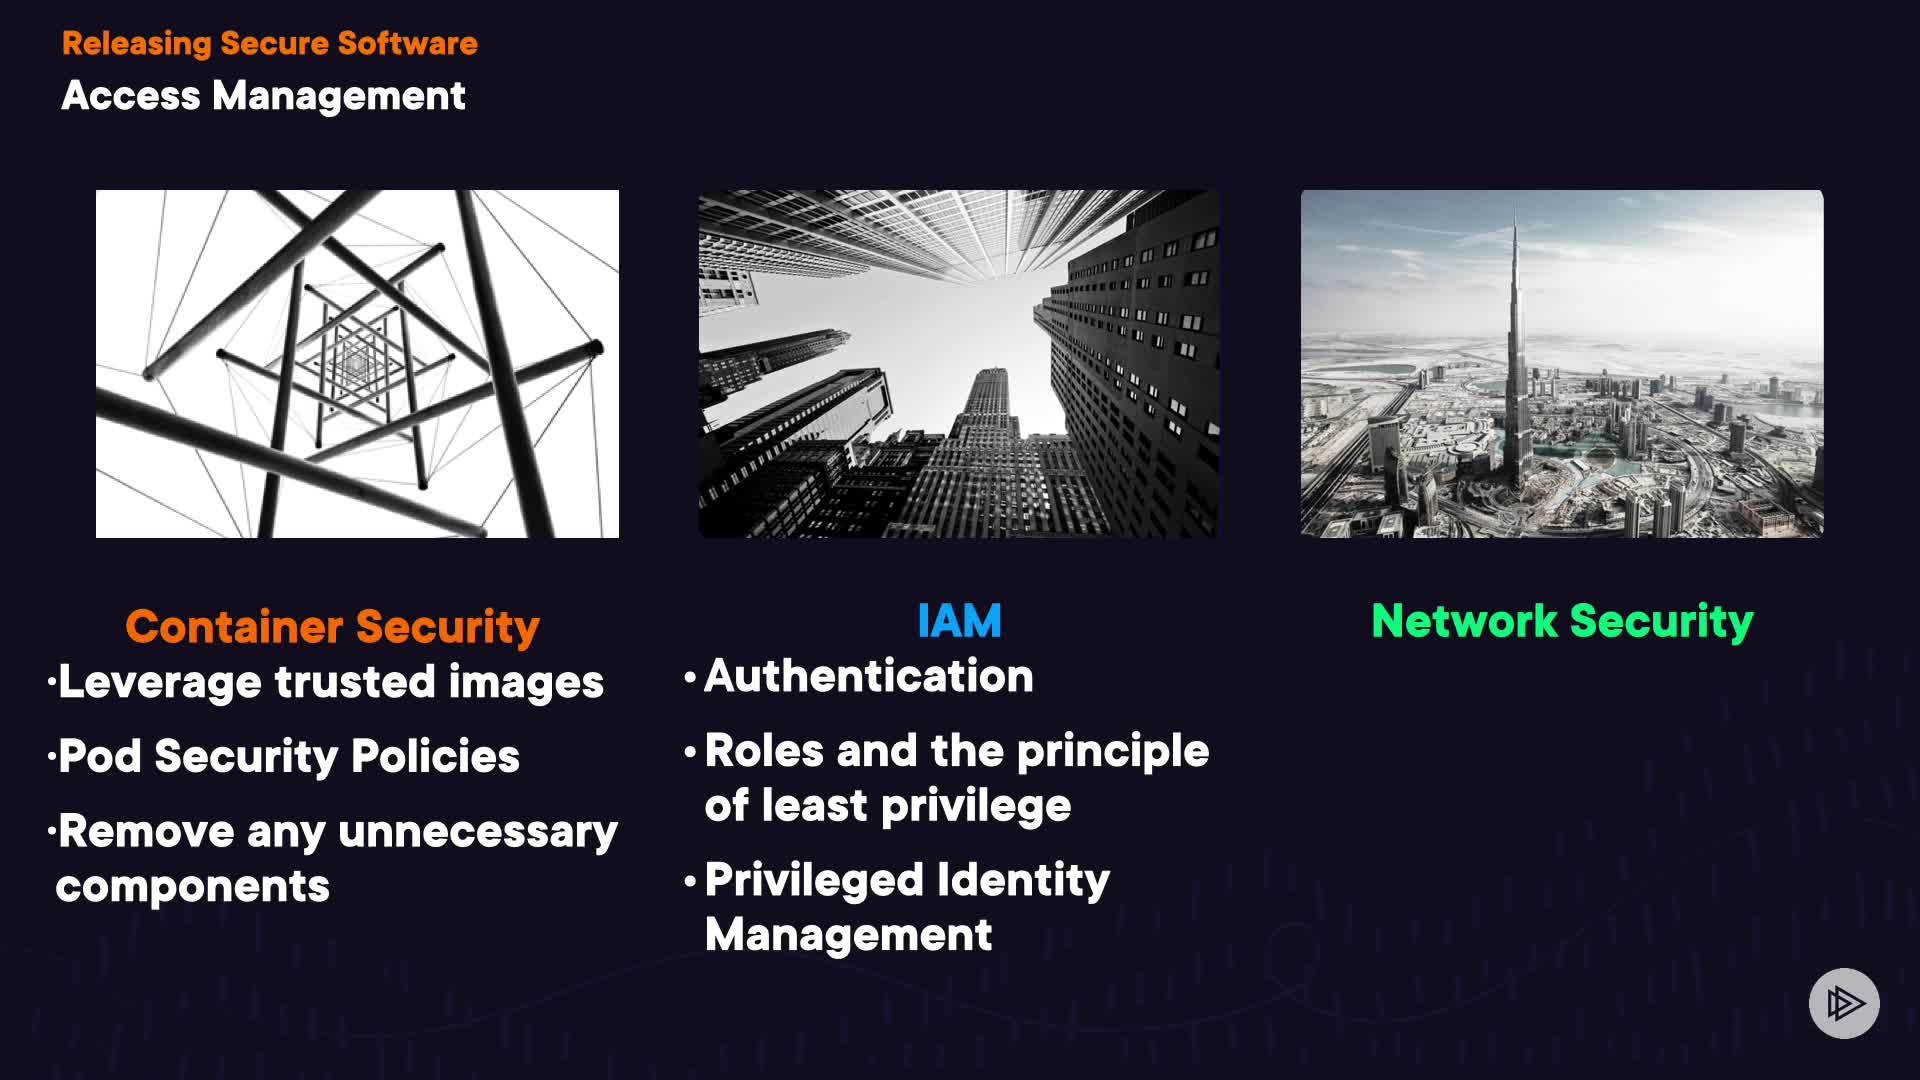 Releasing Secure Software
Access Management
Container Security
·Leverage trusted images
·Pod Security Policies
·Remove any unnecessary
components
IAM
• Authentication
• Roles and the principle
of least privilege
• Privileged Identity
Management
Network Security